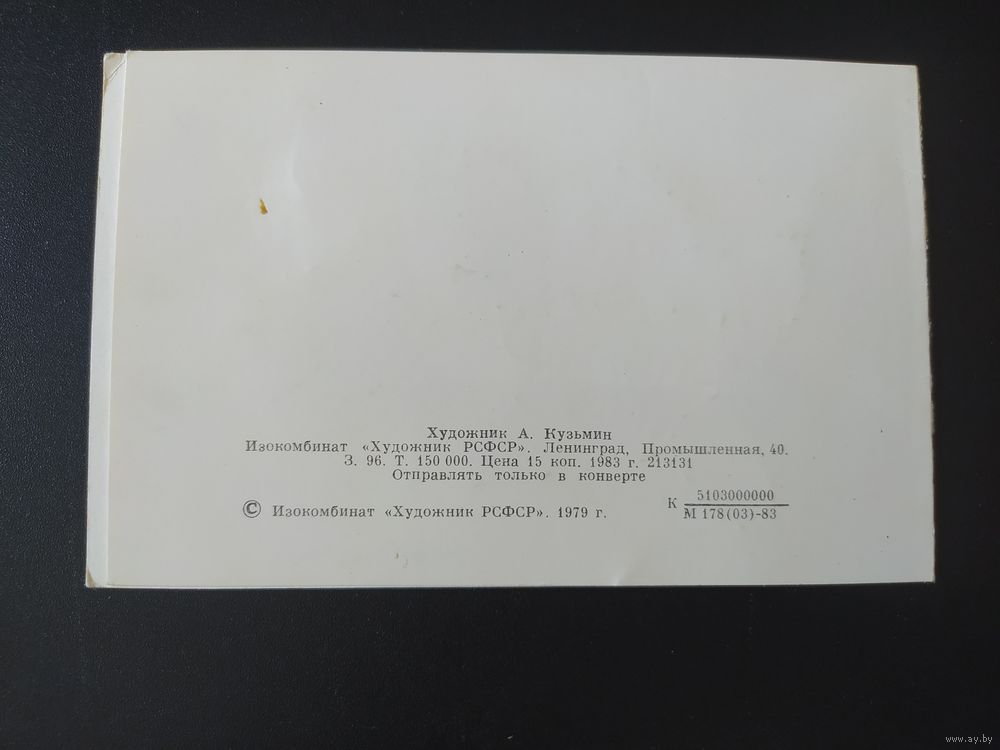 Художник А. Кузьмин
Изокомбинат «Художник РСФСР». Ленинград, Промышленная, 40.
З. 96. Т. 150 000. Цена 15 коп. 1983 г. 213131
Отправлять только в конверте
© Изокомбинат «Художник РСФСР». 1979 г.
К 5103000000
М 178(03)-83
www.ay.by